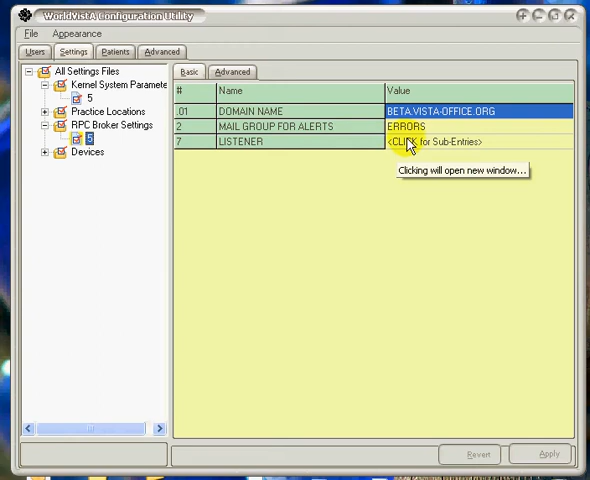 WorldVistA Configuration Utility
File Appearance
Users Settings Patients Advanced
All Settings Files
Kernel System Paramete
5
Practice Locations
RPC Broker Settings
5
Devices
Basic Advanced
# Name Value
.01 DOMAIN NAME BETA.VISTA-OFFICE.ORG
2 MAIL GROUP FOR ALERTS ERRORS
7 LISTENER <CLICK for Sub-Entries>
Clicking will open new window...
Revert Apply